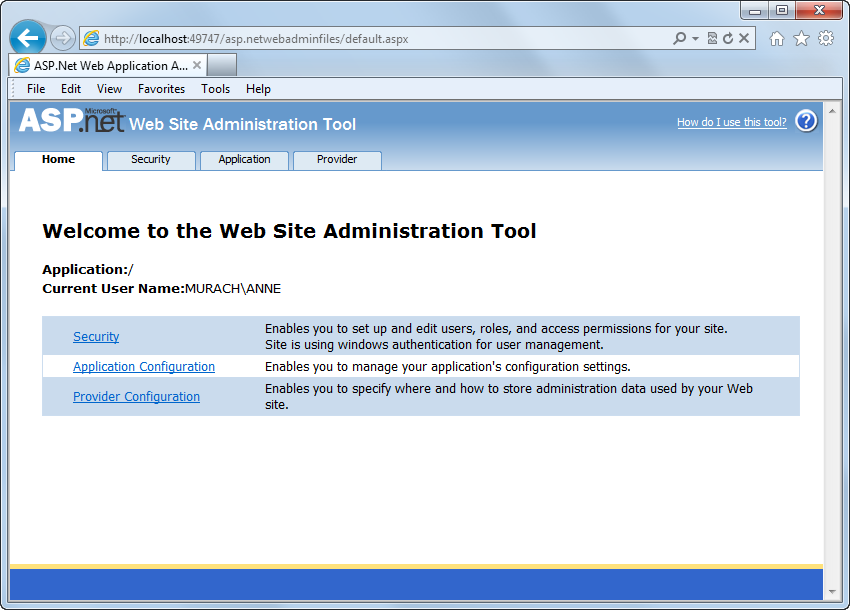 http://localhost:49747/asp.netwebadminfiles/default.aspx
ASP.Net Web Application A...
File Edit View Favorites Tools Help
Microsoft®
ASP.net Web Site Administration Tool
How do I use this tool? ?
Home Security Application Provider
Welcome to the Web Site Administration Tool
Application:/
Current User Name:MURACH\ANNE
Security
Enables you to set up and edit users, roles, and access permissions for your site.
Site is using windows authentication for user management.
Application Configuration
Enables you to manage your application's configuration settings.
Provider Configuration
Enables you to specify where and how to store administration data used by your Web
site.